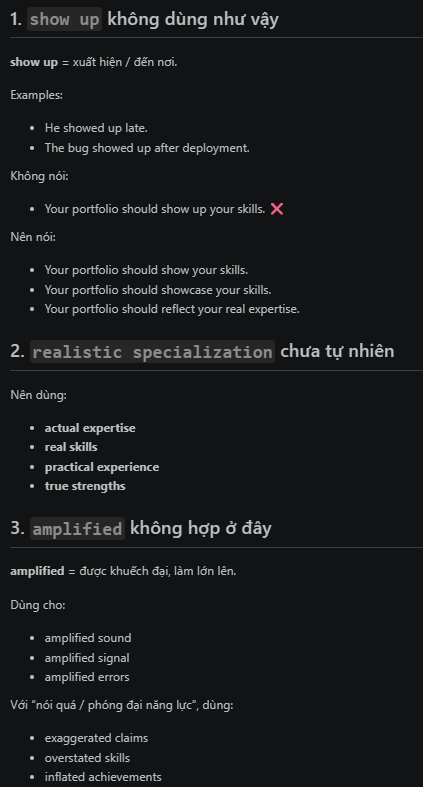 1. show up không dùng như vậy
show up = xuất hiện / đến nơi.
Examples:
• He showed up late.
• The bug showed up after deployment.
Không nói:
• Your portfolio should show up your skills. ❌
Nên nói:
• Your portfolio should show your skills.
• Your portfolio should showcase your skills.
• Your portfolio should reflect your real expertise.
2. realistic specialization chưa tự nhiên
Nên dùng:
• actual expertise
• real skills
• practical experience
• true strengths
3. amplified không hợp ở đây
amplified = được khuếch đại, làm lớn lên.
Dùng cho:
• amplified sound
• amplified signal
• amplified errors
Với “nói quá / phóng đại năng lực”, dùng:
• exaggerated claims
• overstated skills
• inflated achievements